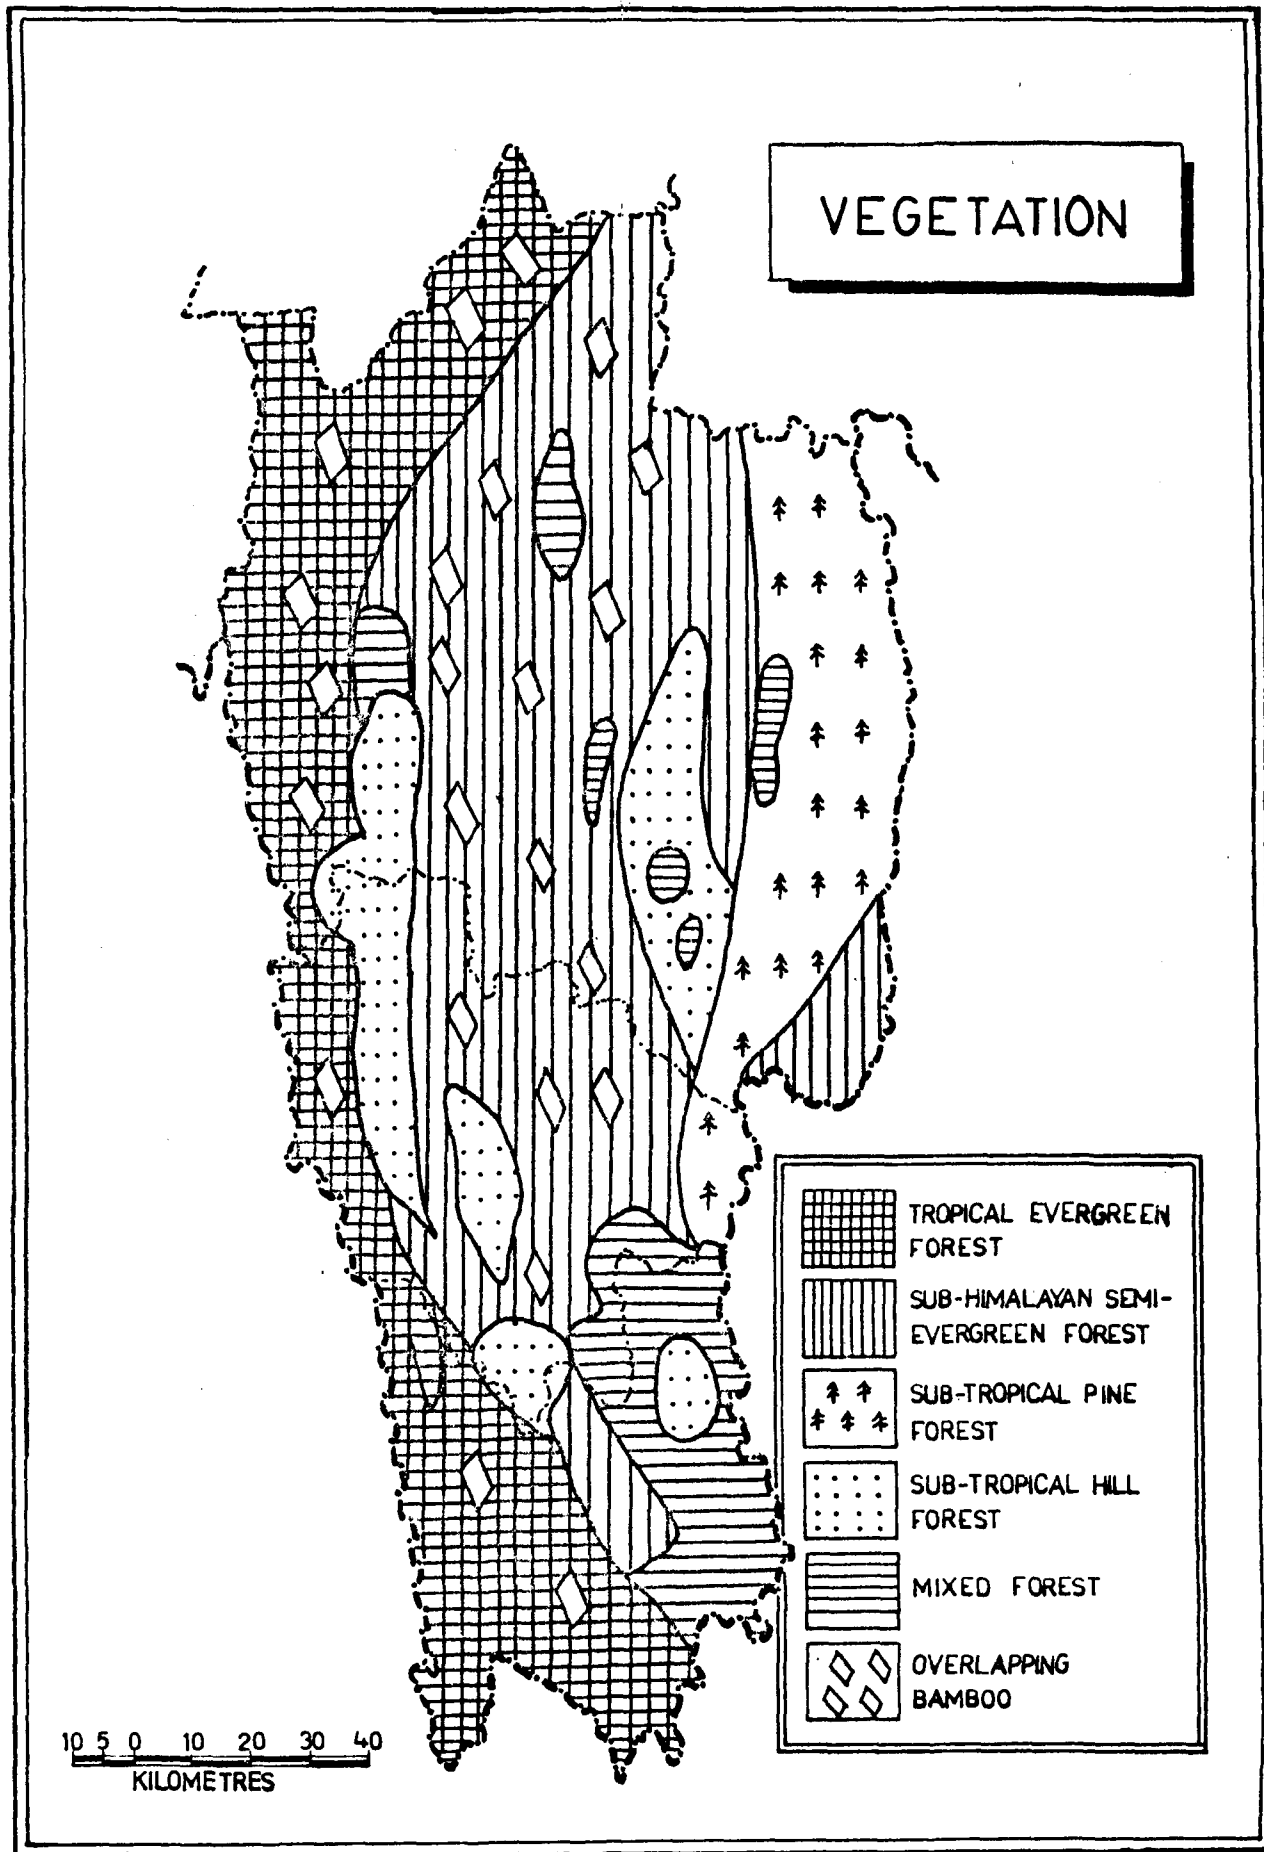 VEGETATION
TROPICAL EVERGREEN
FOREST
SUB-HIMALAYAN SEMI-
EVERGREEN FOREST
SUB-TROPICAL PINE
FOREST
SUB-TROPICAL HILL
FOREST
MIXED FOREST
OVERLAPPING
BAMBOO
10 5 0 10 20 30 40
KILOMETRES